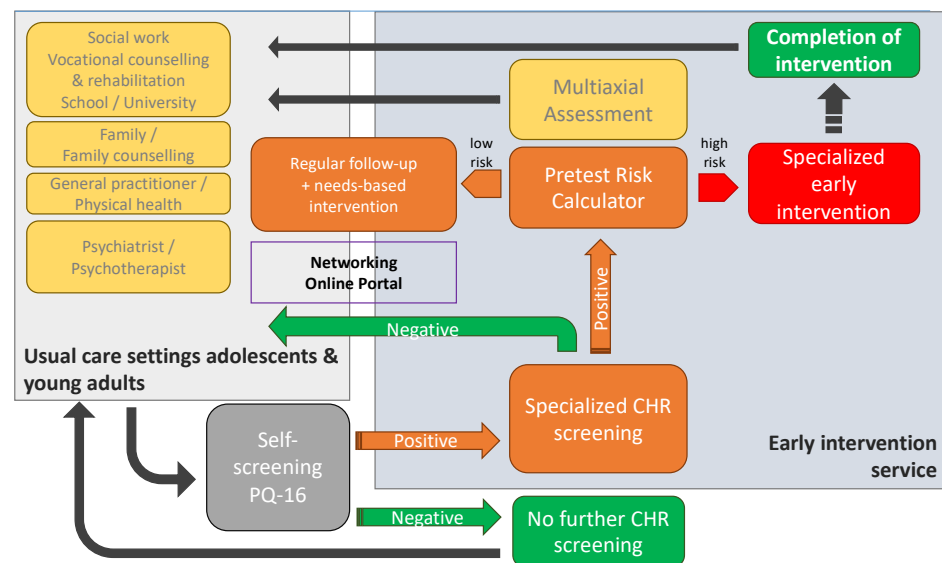 Social work
Vocational counselling
& rehabilitation
School / University
Family /
Family counselling
General practitioner /
Physical health
Psychiatrist /
Psychotherapist
Completion of
intervention
Multiaxial
Assessment
Regular follow-up
+ needs-based
intervention
low
risk
Pretest Risk
Calculator
high
risk
Specialized
early
intervention
Networking
Online Portal
Positive
Negative
Usual care settings adolescents &
young adults
Self-
screening
PQ-16
Positive
Specialized CHR
screening
Early intervention
service
Negative
No further CHR
screening